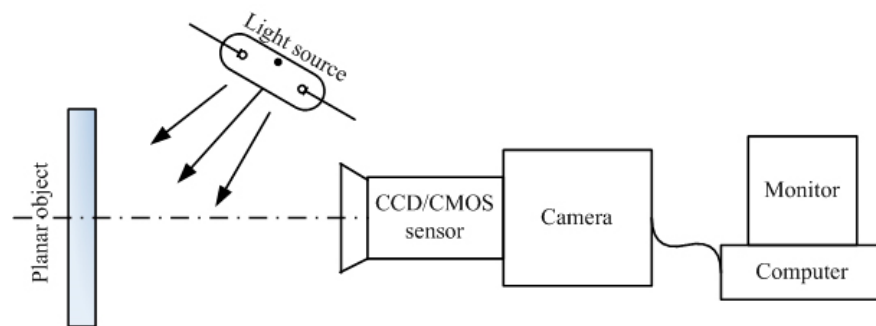 Light source
Planar object
CCD/CMOS
sensor
Camera
Monitor
Computer